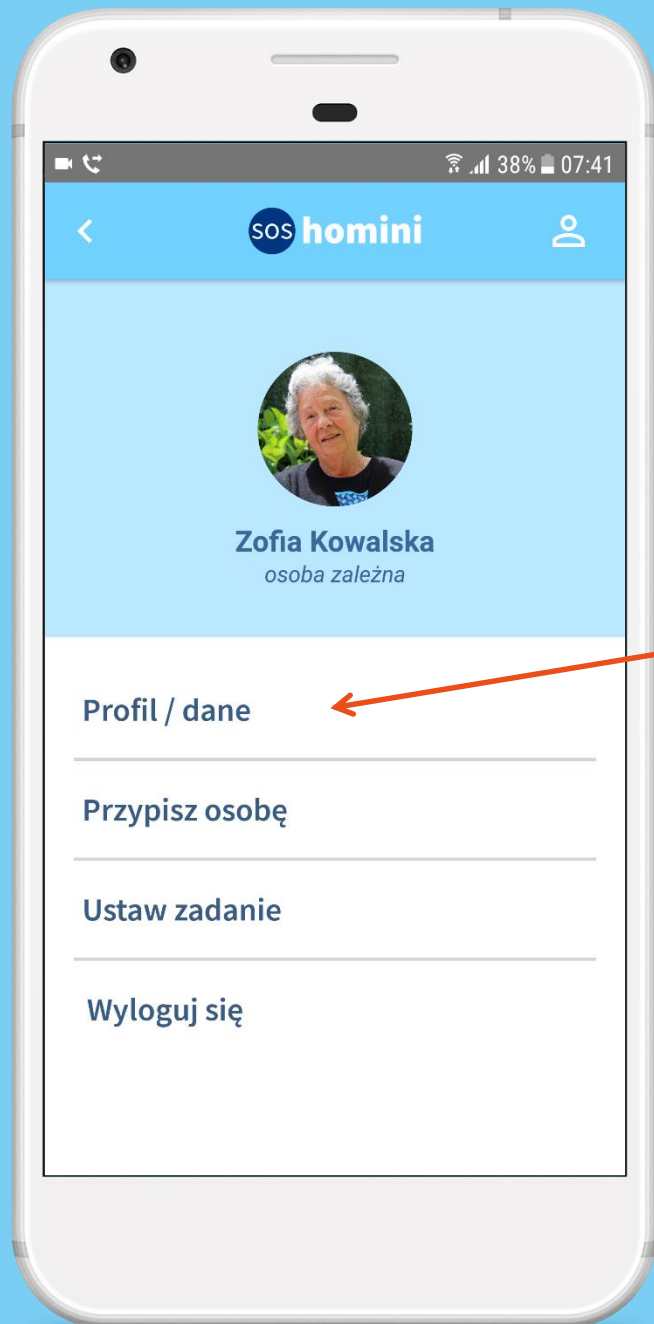 38% 07:41
sos homini
Zofia Kowalska
osoba zależna
Profil / dane
Przypisz osobę
Ustaw zadanie
Wyloguj się